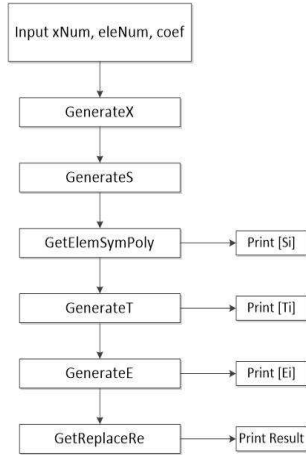 Input xNum, eleNum, coef
GenerateX
GenerateS
GetElemSymPoly
Print [Si]
GenerateT
Print [Ti]
GenerateE
Print [Ei]
GetReplaceRe
Print Result